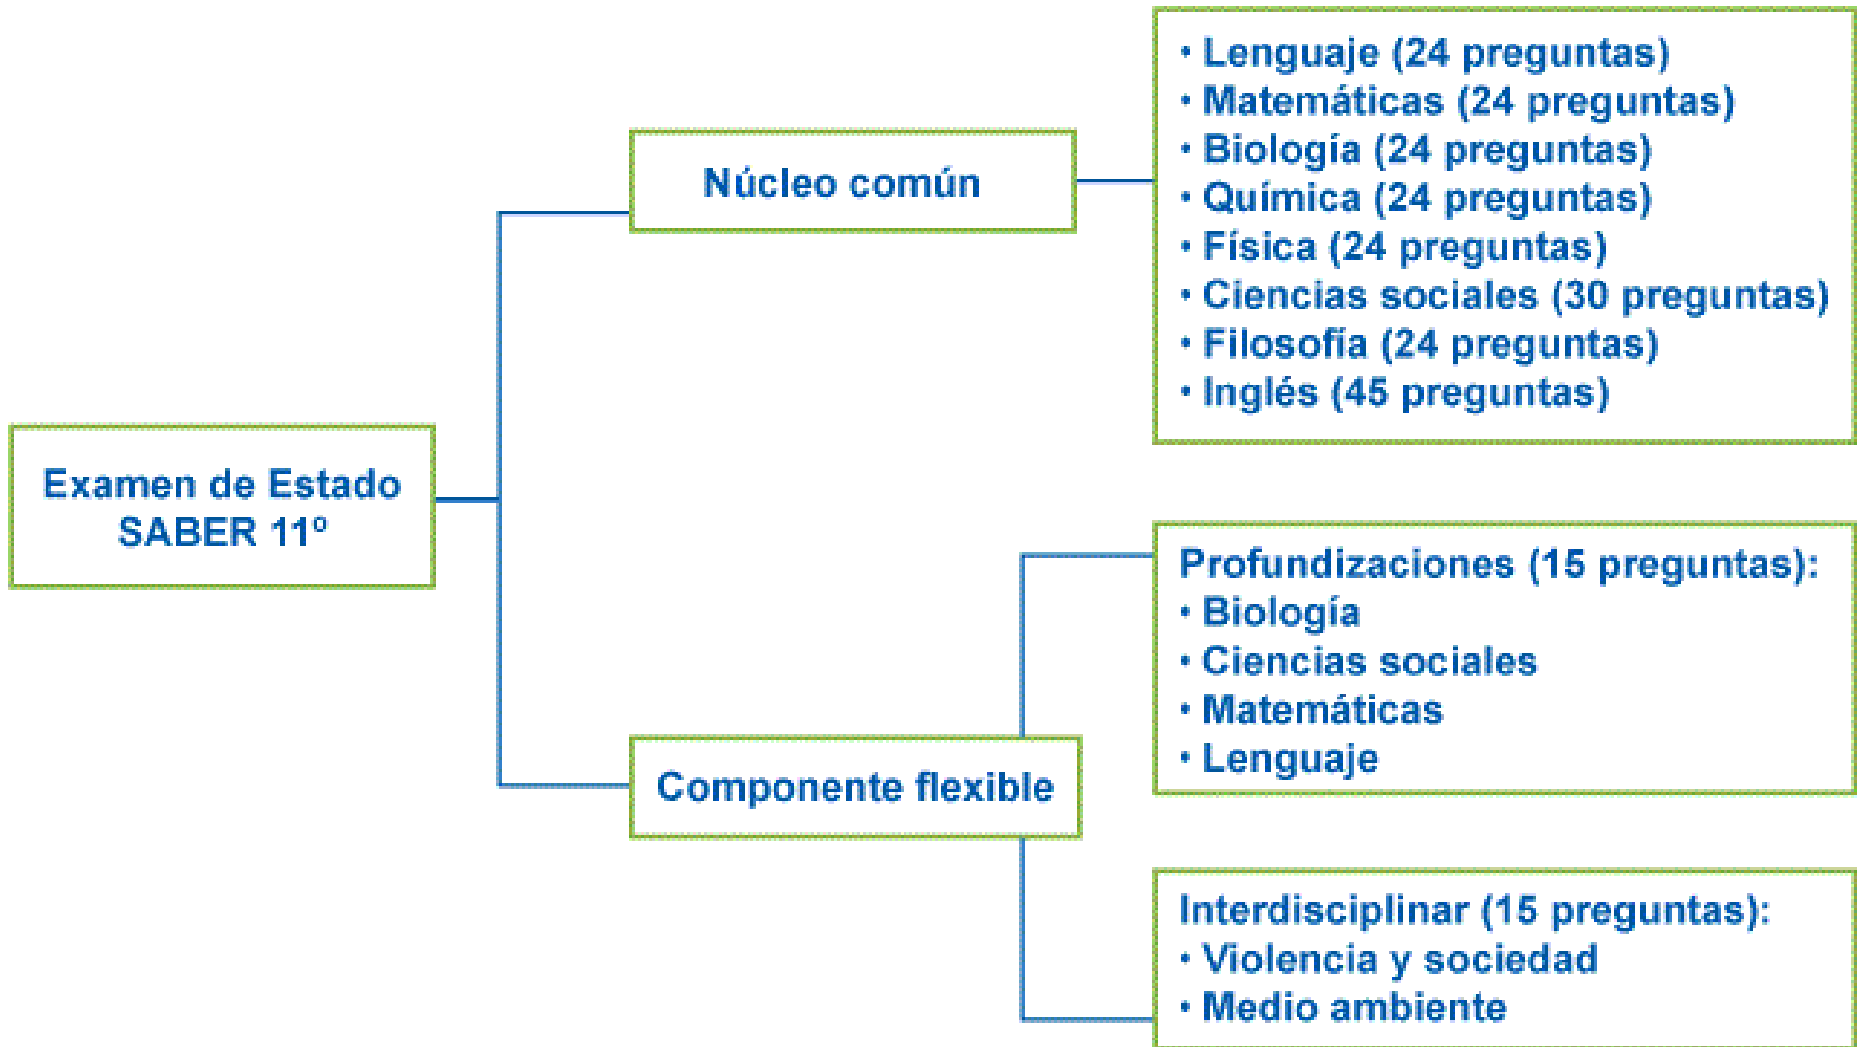 Examen de Estado
SABER 11º
Núcleo común
• Lenguaje (24 preguntas)
• Matemáticas (24 preguntas)
• Biología (24 preguntas)
• Química (24 preguntas)
• Física (24 preguntas)
• Ciencias sociales (30 preguntas)
• Filosofía (24 preguntas)
• Inglés (45 preguntas)
Componente flexible
Profundizaciones (15 preguntas):
• Biología
• Ciencias sociales
• Matemáticas
• Lenguaje
Interdisciplinar (15 preguntas):
• Violencia y sociedad
• Medio ambiente